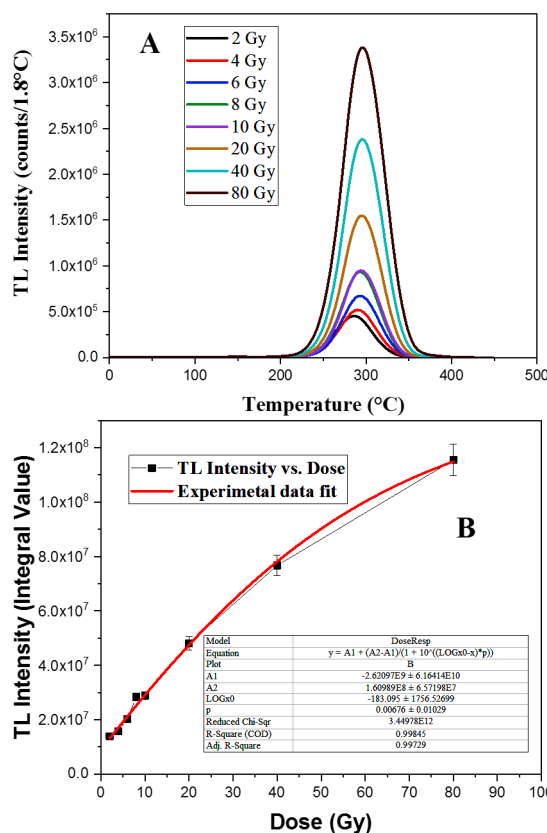 A
2 Gy
4 Gy
6 Gy
8 Gy
10 Gy
20 Gy
40 Gy
80 Gy
TL Intensity (counts/1.8°C)
3.5x10⁶
3.0x10⁶
2.5x10⁶
2.0x10⁶
1.5x10⁶
1.0x10⁶
5.0x10⁵
0.0
0 100 200 300 400 500
Temperature (°C)
TL Intensity (Integral Value)
1.2x10⁸
1.0x10⁸
8.0x10⁷
6.0x10⁷
4.0x10⁷
2.0x10⁷
0.0
TL Intensity vs. Dose
Experimetal data fit
B
Model DoseResp
Equation y = A1 + (A2-A1)/(1 + 10^((LOGx0-x)*p))
Plot B
A1 -2.62097E9 ± 6.16414E10
A2 1.60989E8 ± 6.57198E7
LOGx0 -183.095 ± 1756.52699
p 0.00676 ± 0.01029
Reduced Chi-Sqr 3.44978E12
R-Square (COD) 0.99845
Adj. R-Square 0.99729
0 10 20 30 40 50 60 70 80 90 100
Dose (Gy)